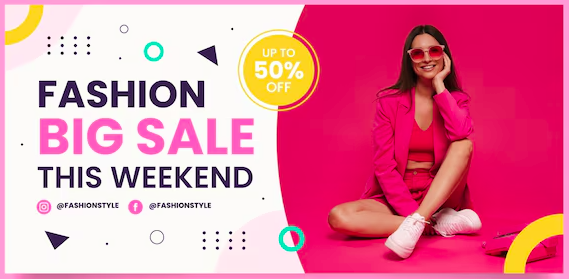 FASHION
BIG SALE
THIS WEEKEND
@FASHIONSTYLE @FASHIONSTYLE
UP TO
50%
OFF